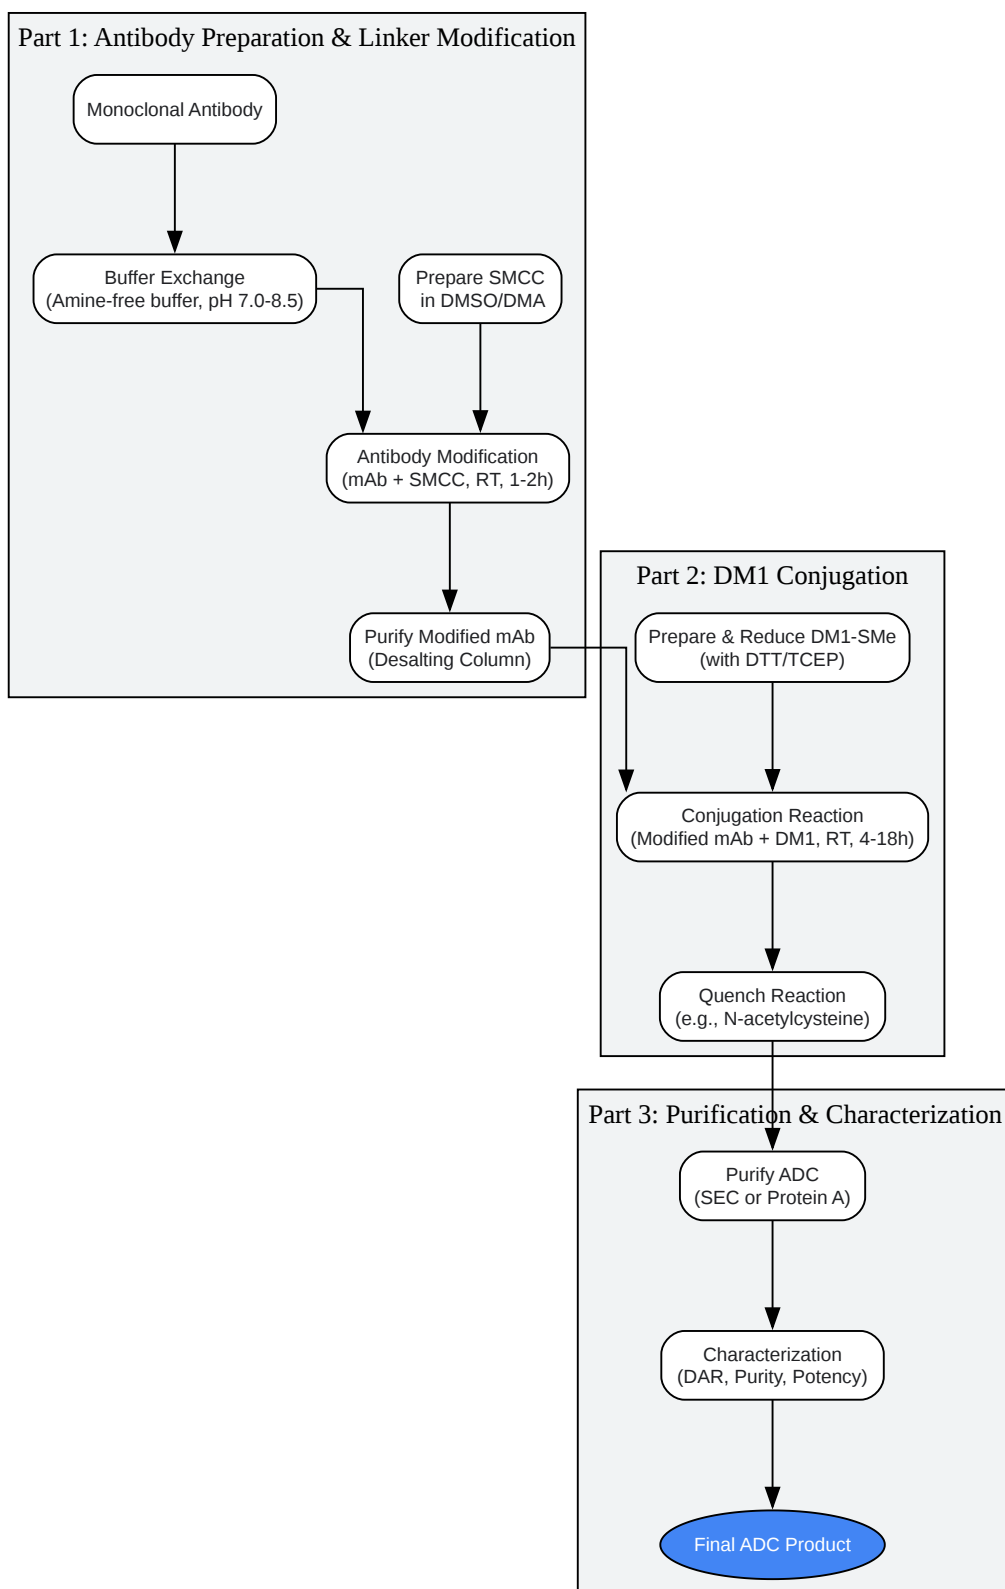 Part 1: Antibody Preparation & Linker Modification
Monoclonal Antibody
Buffer Exchange
(Amine-free buffer, pH 7.0-8.5)
Prepare SMCC
in DMSO/DMA
Antibody Modification
(mAb + SMCC, RT, 1-2h)
Purify Modified mAb
(Desalting Column)
Part 2: DM1 Conjugation
Prepare & Reduce DM1-SMe
(with DTT/TCEP)
Conjugation Reaction
(Modified mAb + DM1, RT, 4-18h)
Quench Reaction
(e.g., N-acetylcysteine)
Part 3: Purification & Characterization
Purify ADC
(SEC or Protein A)
Characterization
(DAR, Purity, Potency)
Final ADC Product